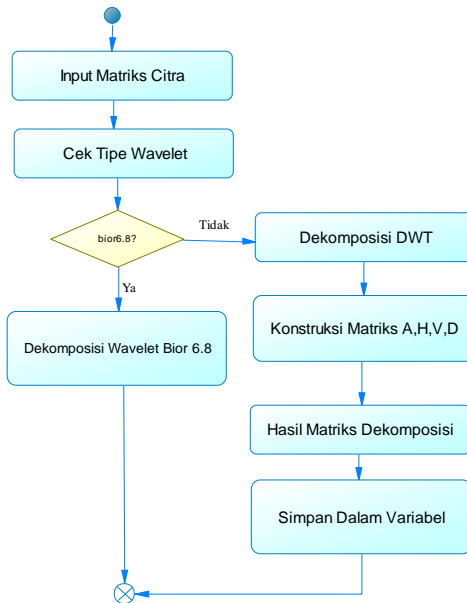 Input Matriks Citra
Cek Tipe Wavelet
bior6.8?
Tidak
Ya
Dekomposisi Wavelet Bior 6.8
Dekomposisi DWT
Konstruksi Matriks A,H,V,D
Hasil Matriks Dekomposisi
Simpan Dalam Variabel